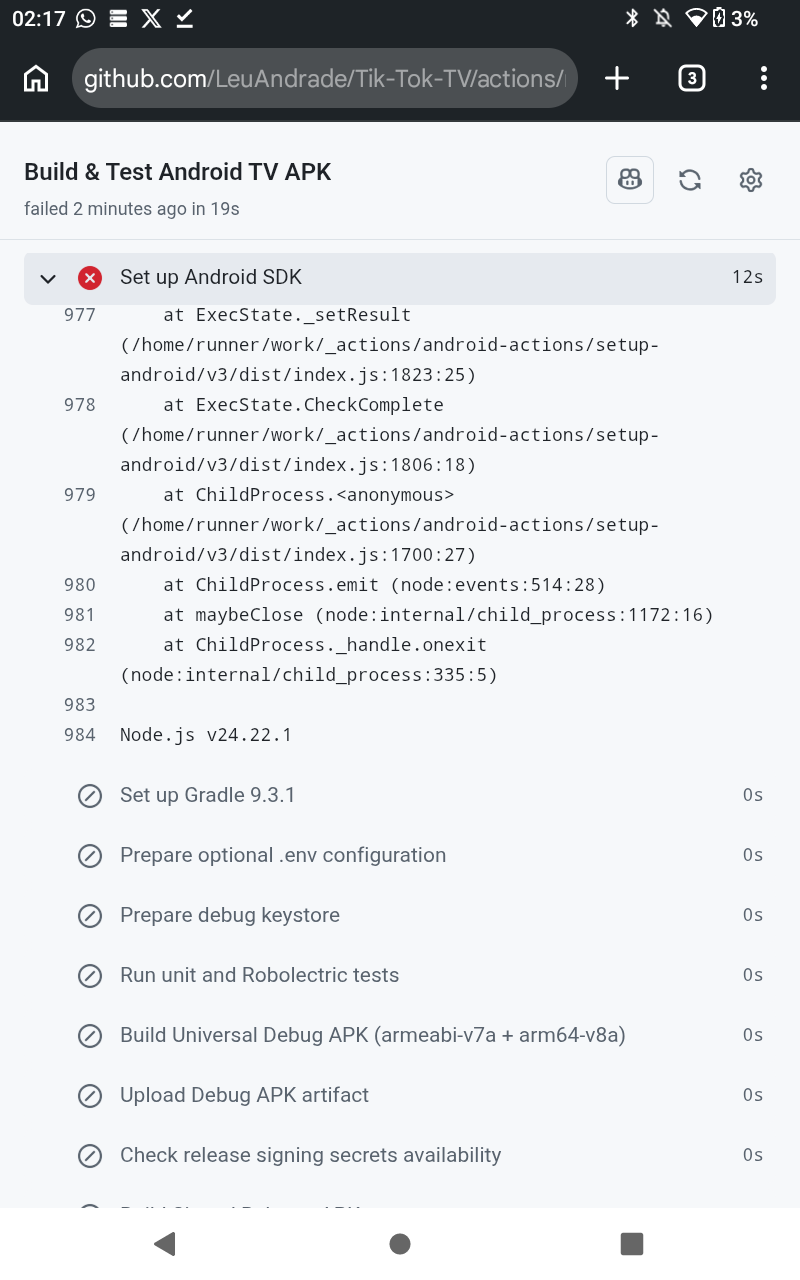 02:17
3%
github.com/LeuAndrade/Tik-Tok-TV/actions/
3
Build & Test Android TV APK
failed 2 minutes ago in 19s
Set up Android SDK 12s
977 at ExecState._setResult
(/home/runner/work/_actions/android-actions/setup-
android/v3/dist/index.js:1823:25)
978 at ExecState.CheckComplete
(/home/runner/work/_actions/android-actions/setup-
android/v3/dist/index.js:1806:18)
979 at ChildProcess.<anonymous>
(/home/runner/work/_actions/android-actions/setup-
android/v3/dist/index.js:1700:27)
980 at ChildProcess.emit (node:events:514:28)
981 at maybeClose (node:internal/child_process:1172:16)
982 at ChildProcess._handle.onexit
(node:internal/child_process:335:5)
983
984 Node.js v24.22.1
Set up Gradle 9.3.1 0s
Prepare optional .env configuration 0s
Prepare debug keystore 0s
Run unit and Robolectric tests 0s
Build Universal Debug APK (armeabi-v7a + arm64-v8a) 0s
Upload Debug APK artifact 0s
Check release signing secrets availability 0s